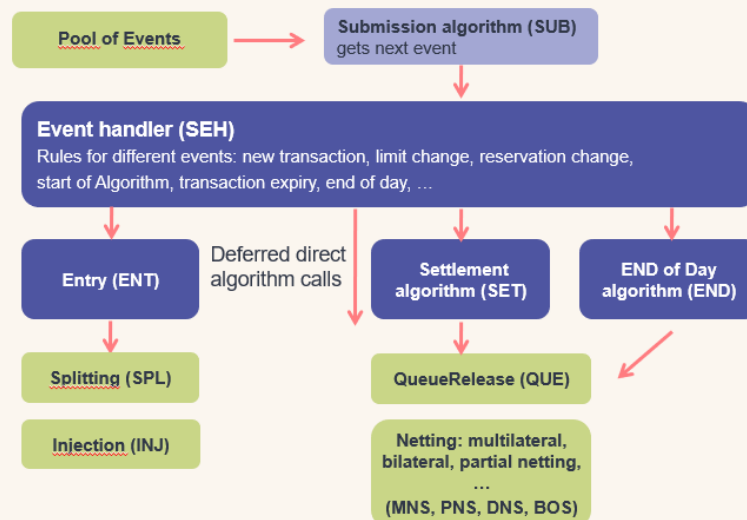 Pool of Events
Submission algorithm (SUB)
gets next event
Event handler (SEH)
Rules for different events: new transaction, limit change, reservation change,
start of Algorithm, transaction expiry, end of day, ...
Entry (ENT)
Deferred direct
algorithm calls
Settlement
algorithm (SET)
END of Day
algorithm (END)
Splitting (SPL)
QueueRelease (QUE)
Injection (INJ)
Netting: multilateral,
bilateral, partial netting,
...
(MNS, PNS, DNS, BOS)